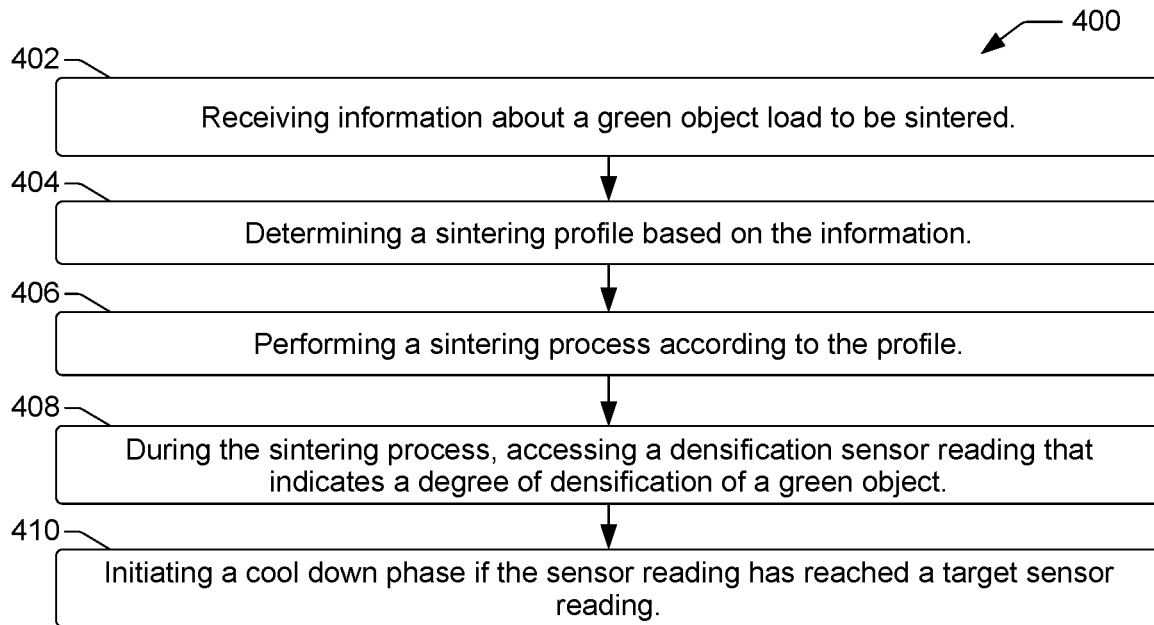 400
402
Receiving information about a green object load to be sintered.
404
Determining a sintering profile based on the information.
406
Performing a sintering process according to the profile.
408
During the sintering process, accessing a densification sensor reading that
indicates a degree of densification of a green object.
410
Initiating a cool down phase if the sensor reading has reached a target sensor
reading.